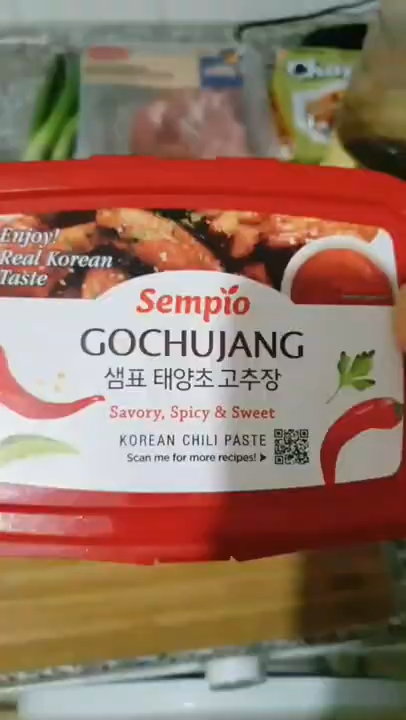 Enjoy!
Real Korean
Taste
Sempio
GOCHUJANG
샘표 태양초 고추장
Savory, Spicy & Sweet
KOREAN CHILI PASTE
Scan me for more recipes!